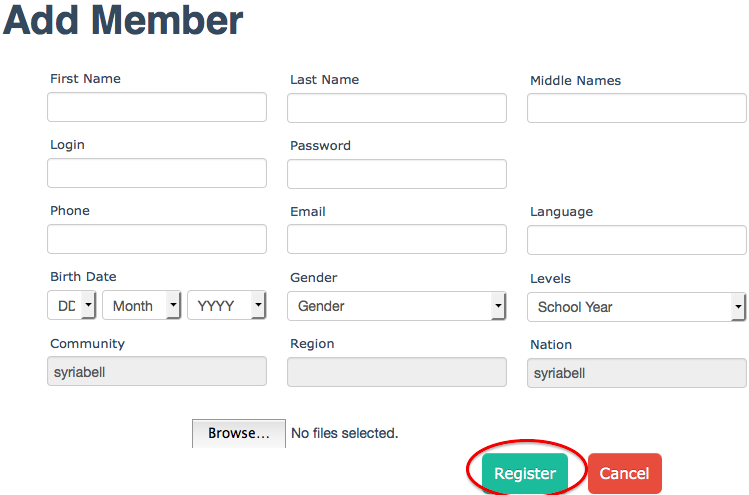 Add Member
First Name Last Name Middle Names
Login Password
Phone Email Language
Birth Date Gender Levels
DD Month YYYY Gender School Year
Community Region Nation
syriabell syriabell
Browse... No files selected.
Register Cancel